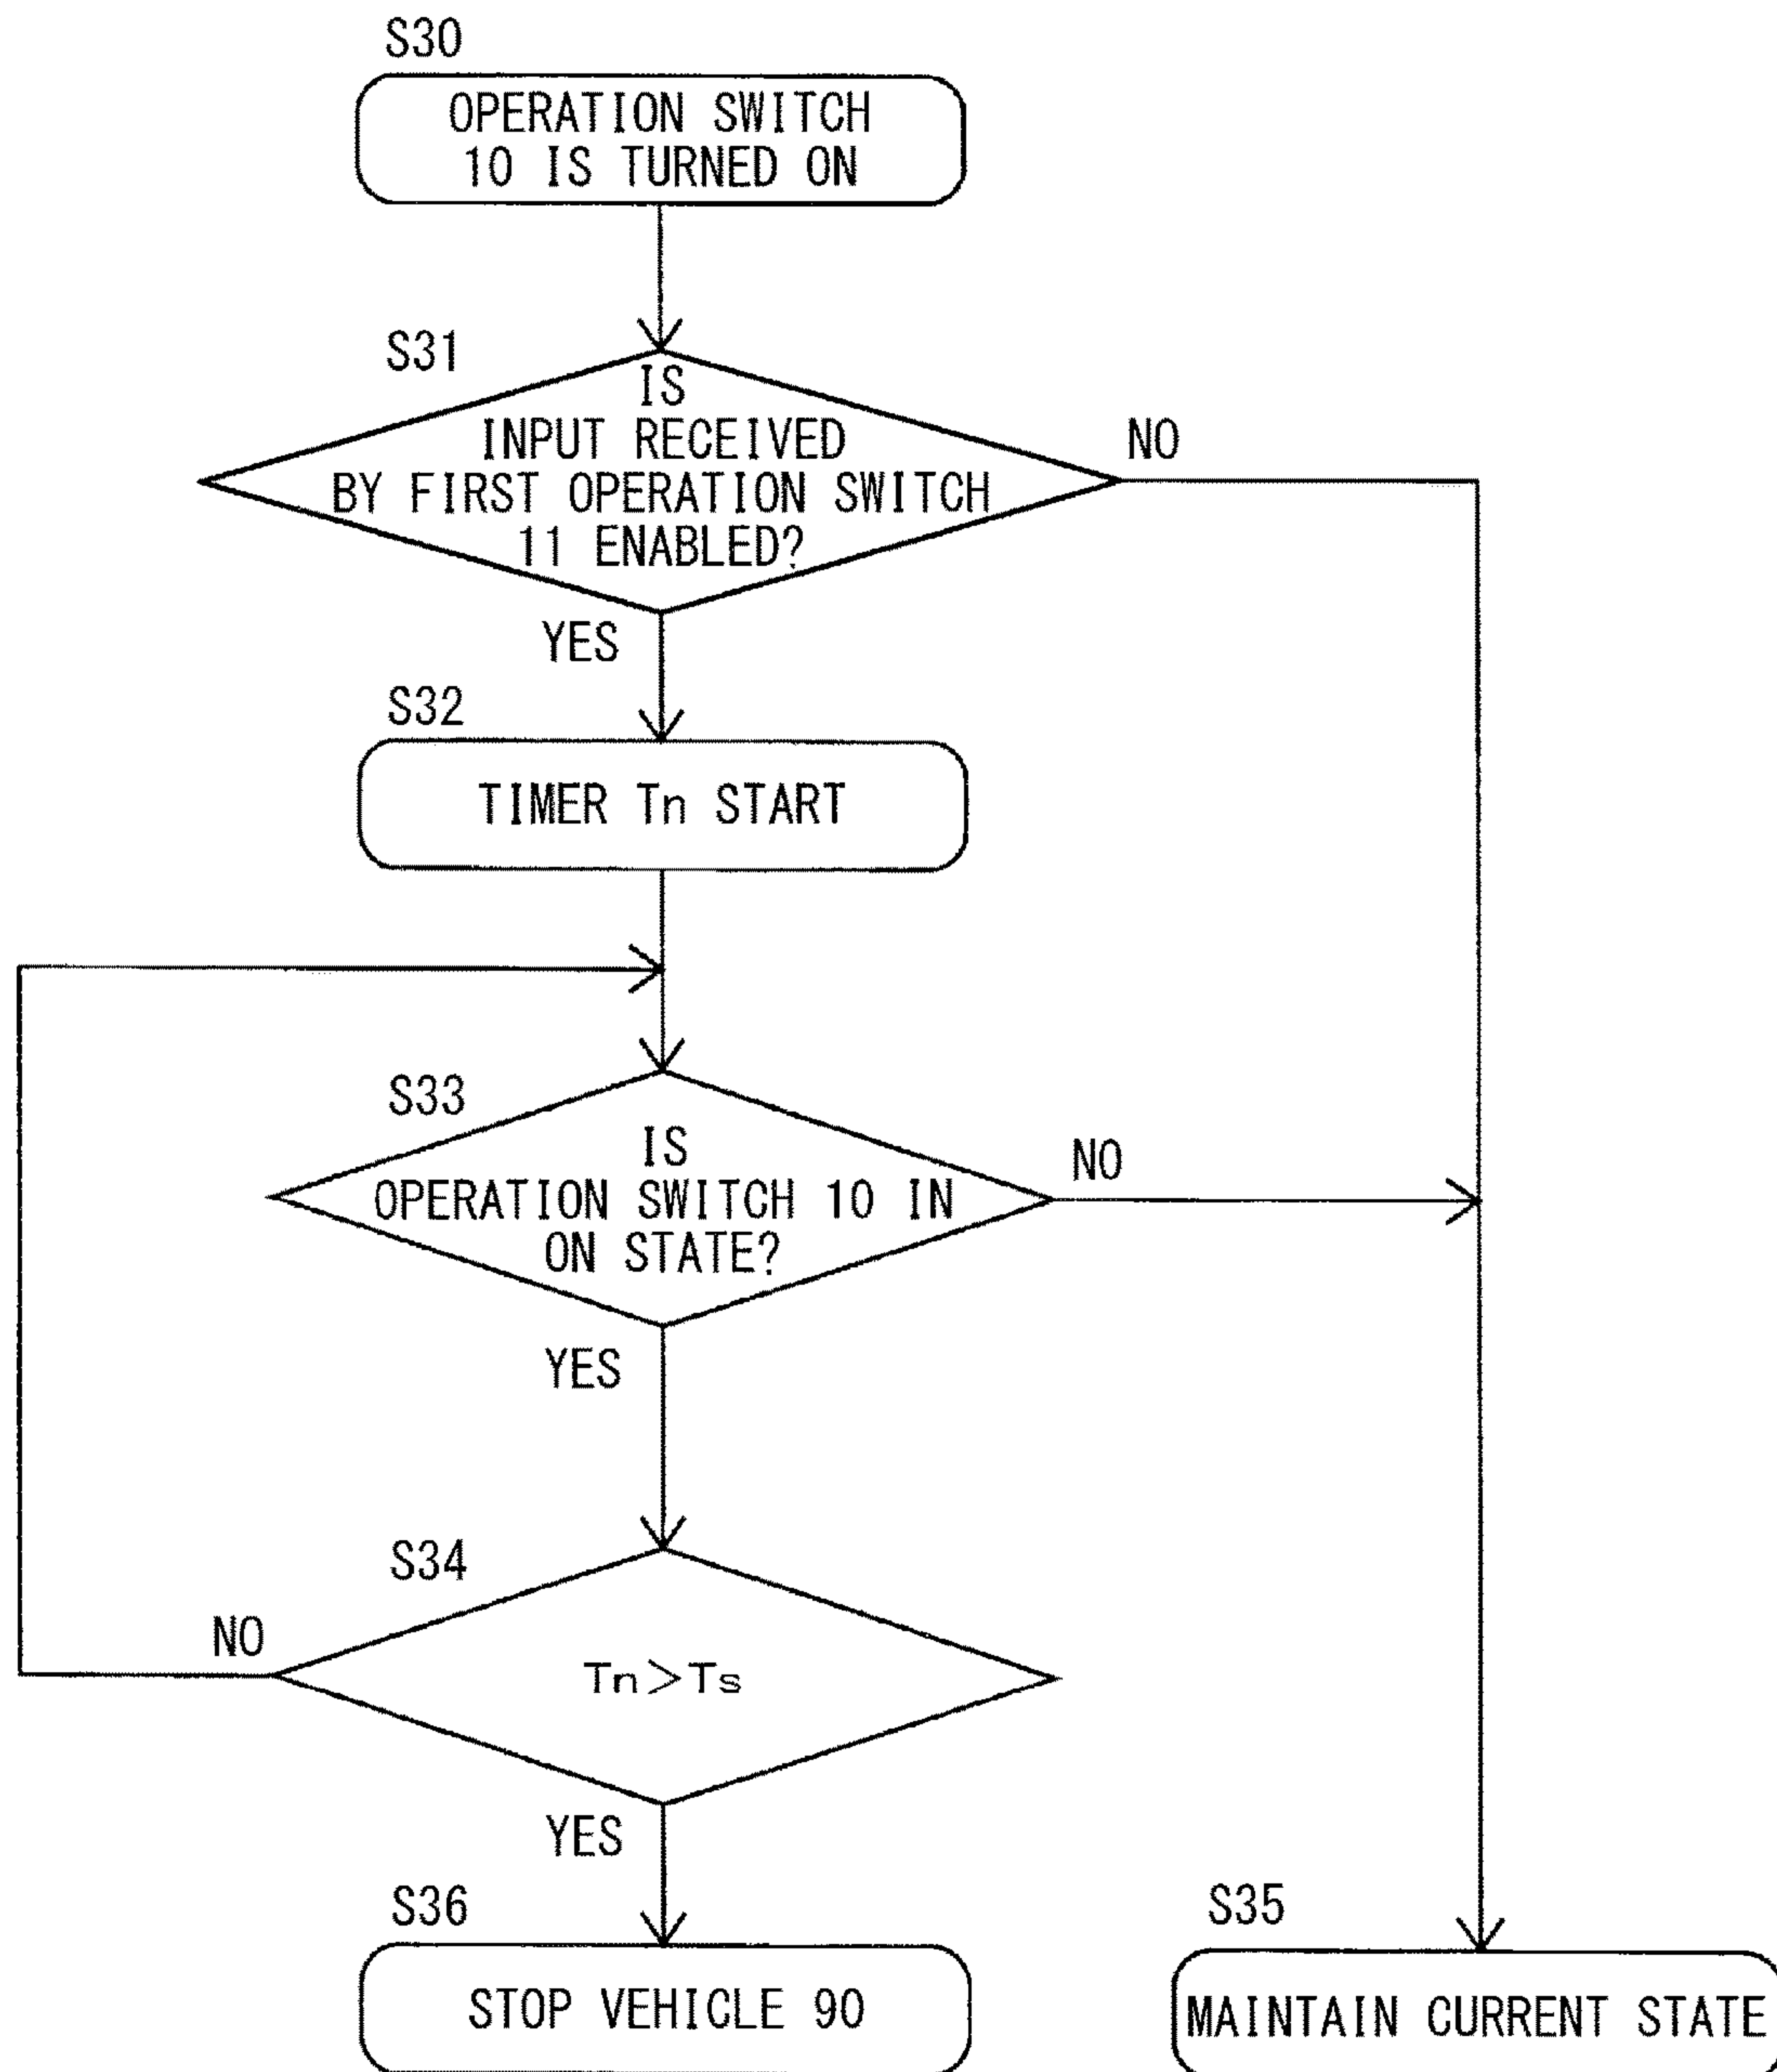 S30
OPERATION SWITCH
10 IS TURNED ON
S31
IS
INPUT RECEIVED
BY FIRST OPERATION SWITCH
11 ENABLED?
NO
YES
S32
TIMER Tn START
S33
IS
OPERATION SWITCH 10 IN
ON STATE?
NO
YES
S34
NO
Tn>Ts
YES
S36
STOP VEHICLE 90
S35
MAINTAIN CURRENT STATE